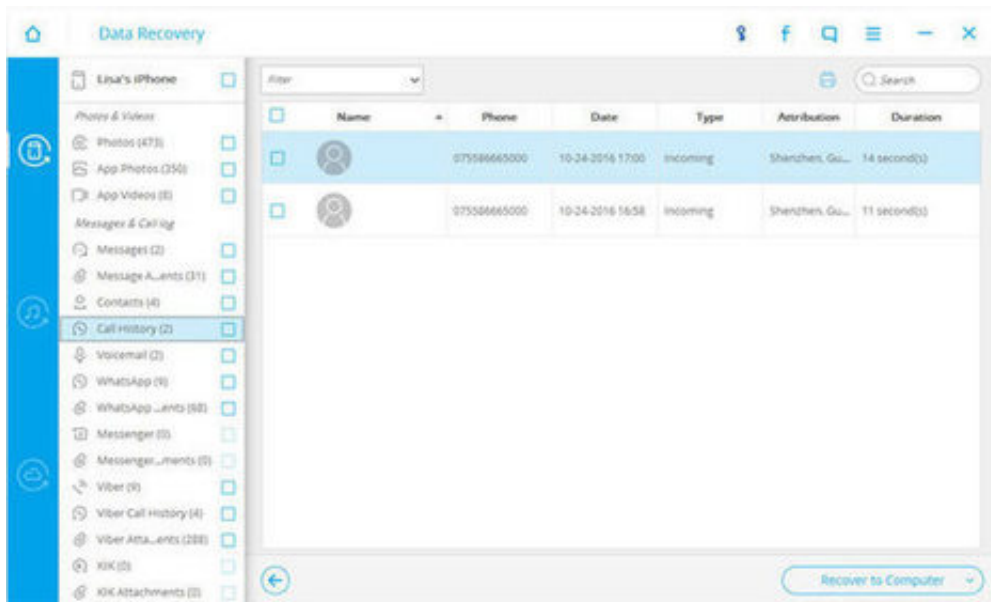 Data Recovery
Lisa's iPhone
Filter
Search
Photos & Videos
Photos (473)
App Photos (350)
App Videos (8)
Messages & Call log
Messages (2)
Message A...ents (31)
Contacts (4)
Call History (2)
Voicemail (2)
WhatsApp (9)
WhatsApp ...ents (98)
Messenger (0)
Messenger...ments (0)
Viber (9)
Viber Call History (4)
Viber Atta...ents (288)
KIK (0)
KIK Attachments (0)
Name Phone Date Type Attribution Duration
075586665000 10-24-2016 17:00 Incoming Shenzhen, Gu... 14 second(s)
075586665000 10-24-2016 16:58 Incoming Shenzhen, Gu... 11 second(s)
Recover to Computer